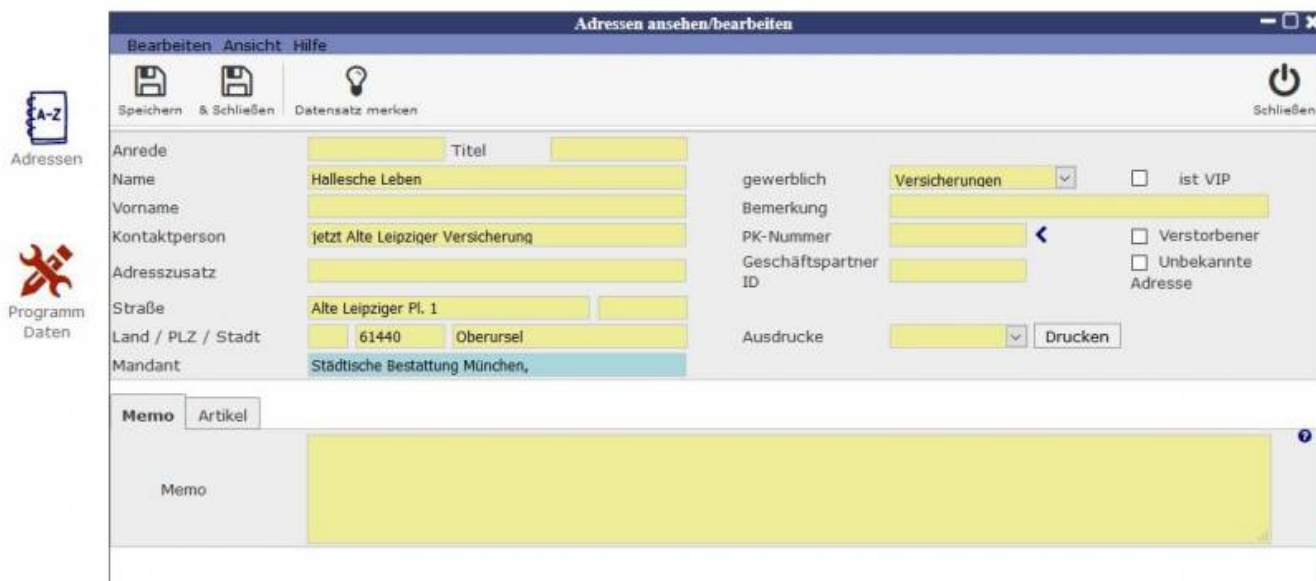 Adressen ansehen/bearbeiten
Bearbeiten Ansicht Hilfe
Speichern & Schließen Datensatz merken Schließen
A-Z
Adressen
Programm
Daten
Anrede Titel
Name Hallesche Leben gewerblich Versicherungen ist VIP
Vorname Bemerkung
Kontaktperson jetzt Alte Leipziger Versicherung PK-Nummer Verstorbener
Adresszusatz Geschäftspartner ID Unbekannte Adresse
Straße Alte Leipziger Pl. 1
Land / PLZ / Stadt 61440 Oberursel Ausdrucke Drucken
Mandant Städtische Bestattung München,
Memo Artikel
Memo